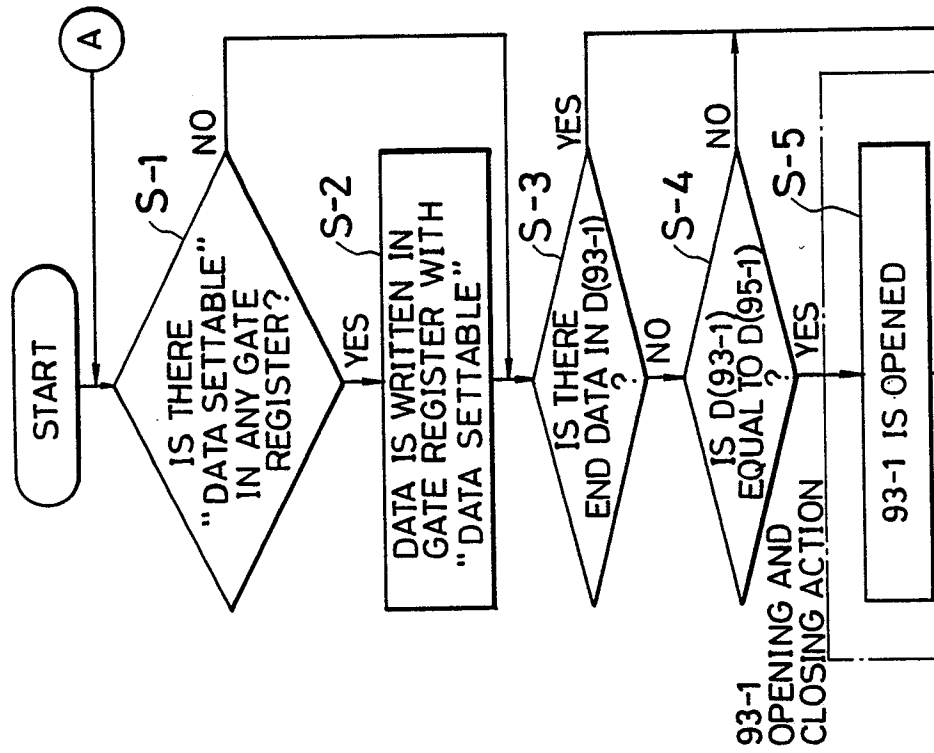 START
A
IS THERE
"DATA SETTABLE"
IN ANY GATE
REGISTER?
S-1
NO
YES
DATA IS WRITTEN IN
GATE REGISTER WITH
"DATA SETTABLE"
S-2
IS THERE
END DATA IN D(93-1)
?
S-3
YES
NO
IS D(93-1)
EQUAL TO D(95-1)
?
S-4
NO
YES
93-1
OPENING AND
CLOSING ACTION
93-1 IS OPENED
S-5